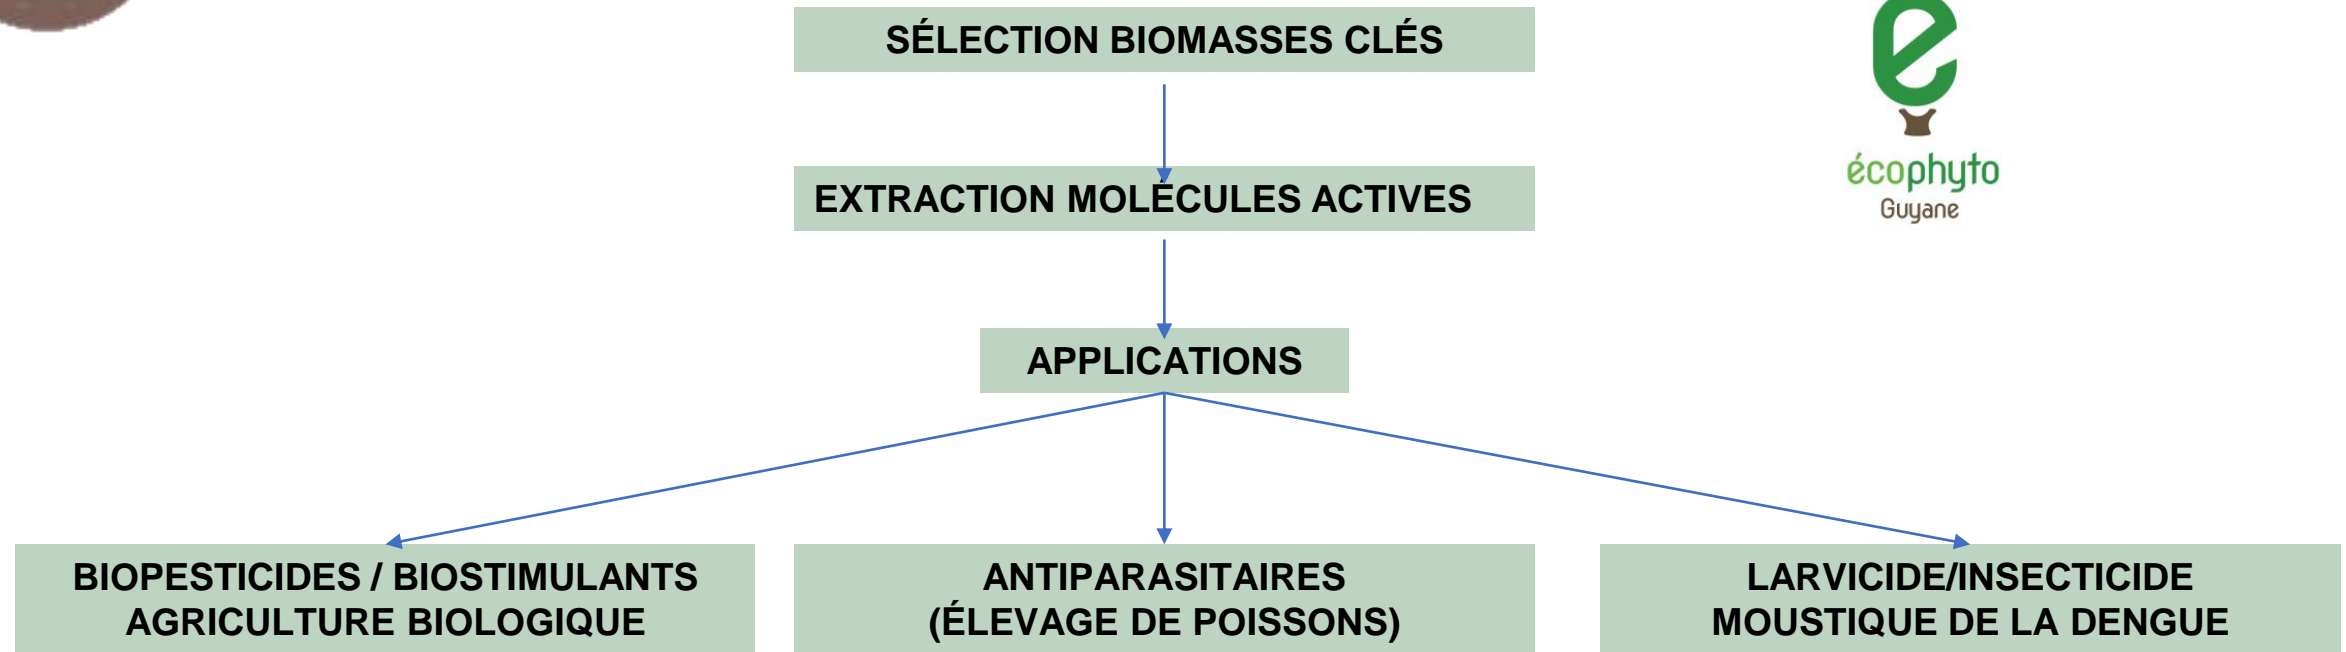 SÉLECTION BIOMASSES CLÉS
EXTRACTION MOLÉCULES ACTIVES
écophyto
Guyane
APPLICATIONS
BIOPESTICIDES / BIOSTIMULANTS
AGRICULTURE BIOLOGIQUE
ANTIPARASITAIRES
(ÉLEVAGE DE POISSONS)
LARVICIDE/INSECTICIDE
MOUSTIQUE DE LA DENGUE